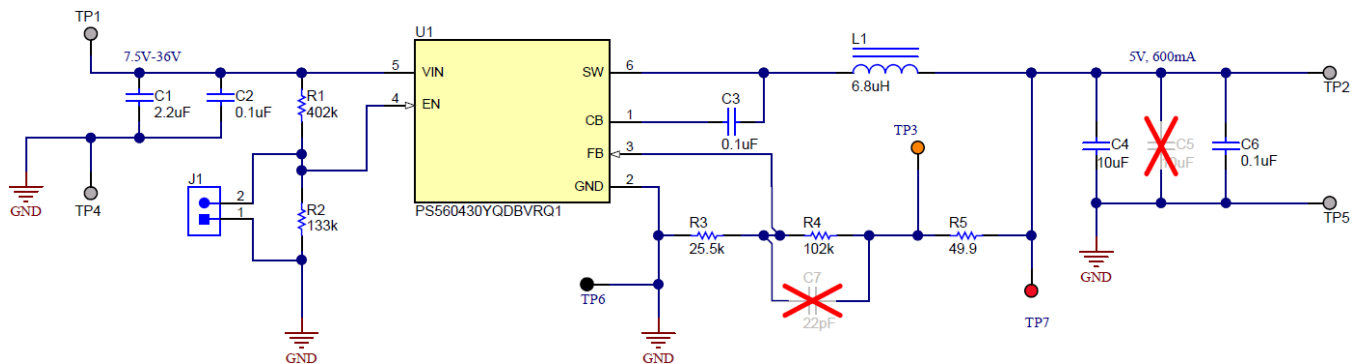 TP1
7.5V-36V
C1
2.2uF
C2
0.1uF
R1
402k
GND
TP4
J1
2
1
R2
133k
GND
U1
5
VIN
4
EN
SW
6
CB
1
FB
3
GND
2
PS560430YQDBVRQ1
C3
0.1uF
L1
6.8uH
TP3
R3
25.5k
R4
102k
R5
49.9
C7
22pF
TP6
GND
TP7
5V, 600mA
TP2
C4
10uF
C5
10uF
C6
0.1uF
TP5
GND